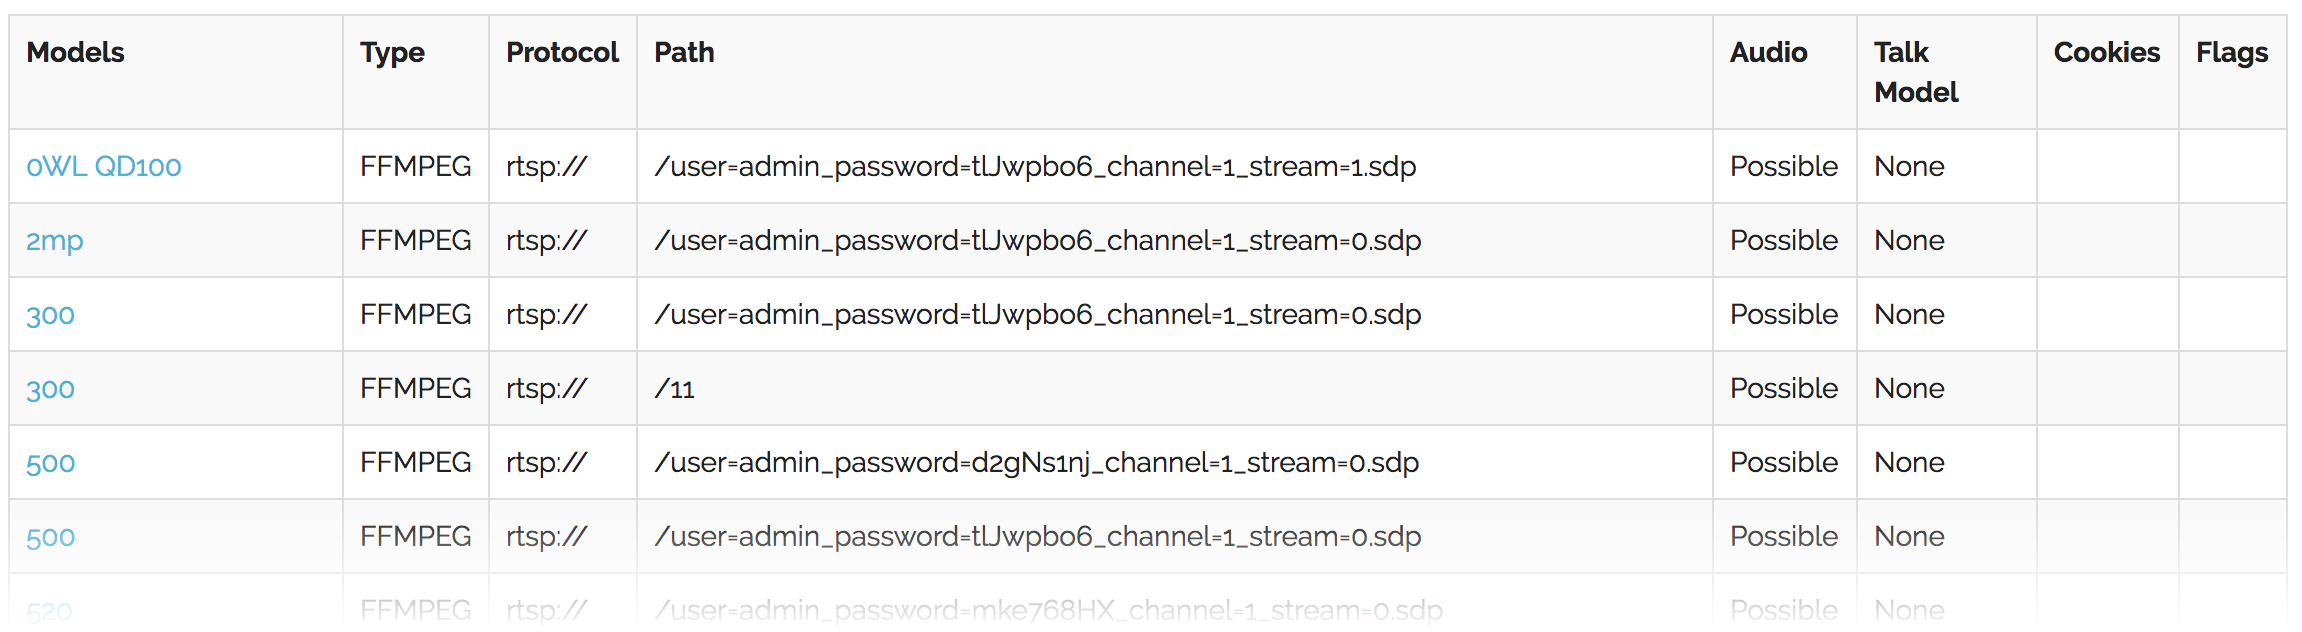 Models Type Protocol Path Audio Talk Model Cookies Flags
0WL QD100 FFMPEG rtsp:// /user=admin_password=tlJwpbo6_channel=1_stream=1.sdp Possible None
2mp FFMPEG rtsp:// /user=admin_password=tlJwpbo6_channel=1_stream=0.sdp Possible None
300 FFMPEG rtsp:// /user=admin_password=tlJwpbo6_channel=1_stream=0.sdp Possible None
300 FFMPEG rtsp:// /11 Possible None
500 FFMPEG rtsp:// /user=admin_password=d2gNs1nj_channel=1_stream=0.sdp Possible None
500 FFMPEG rtsp:// /user=admin_password=tlJwpbo6_channel=1_stream=0.sdp Possible None
520 FFMPEG rtsp:// /user=admin_password=mke768HX_channel=1_stream=0.sdp Possible None